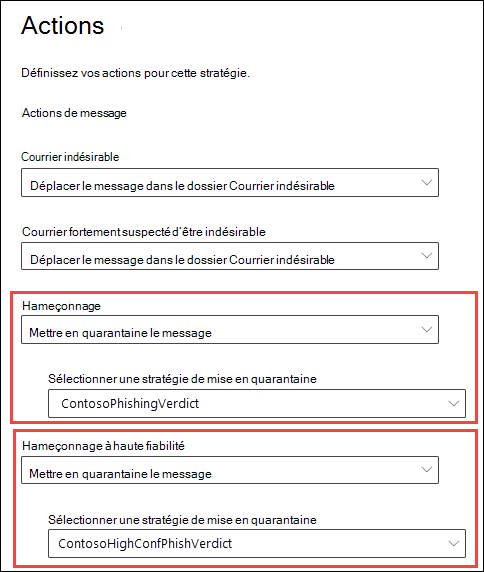 Actions
Définissez vos actions pour cette stratégie.
Actions de message
Courrier indésirable
Déplacer le message dans le dossier Courrier indésirable
Courrier fortement suspecté d'être indésirable
Déplacer le message dans le dossier Courrier indésirable
Hameçonnage
Mettre en quarantaine le message
Sélectionner une stratégie de mise en quarantaine
ContosoPhishingVerdict
Hameçonnage à haute fiabilité
Mettre en quarantaine le message
Sélectionner une stratégie de mise en quarantaine
ContosoHighConfPhishVerdict